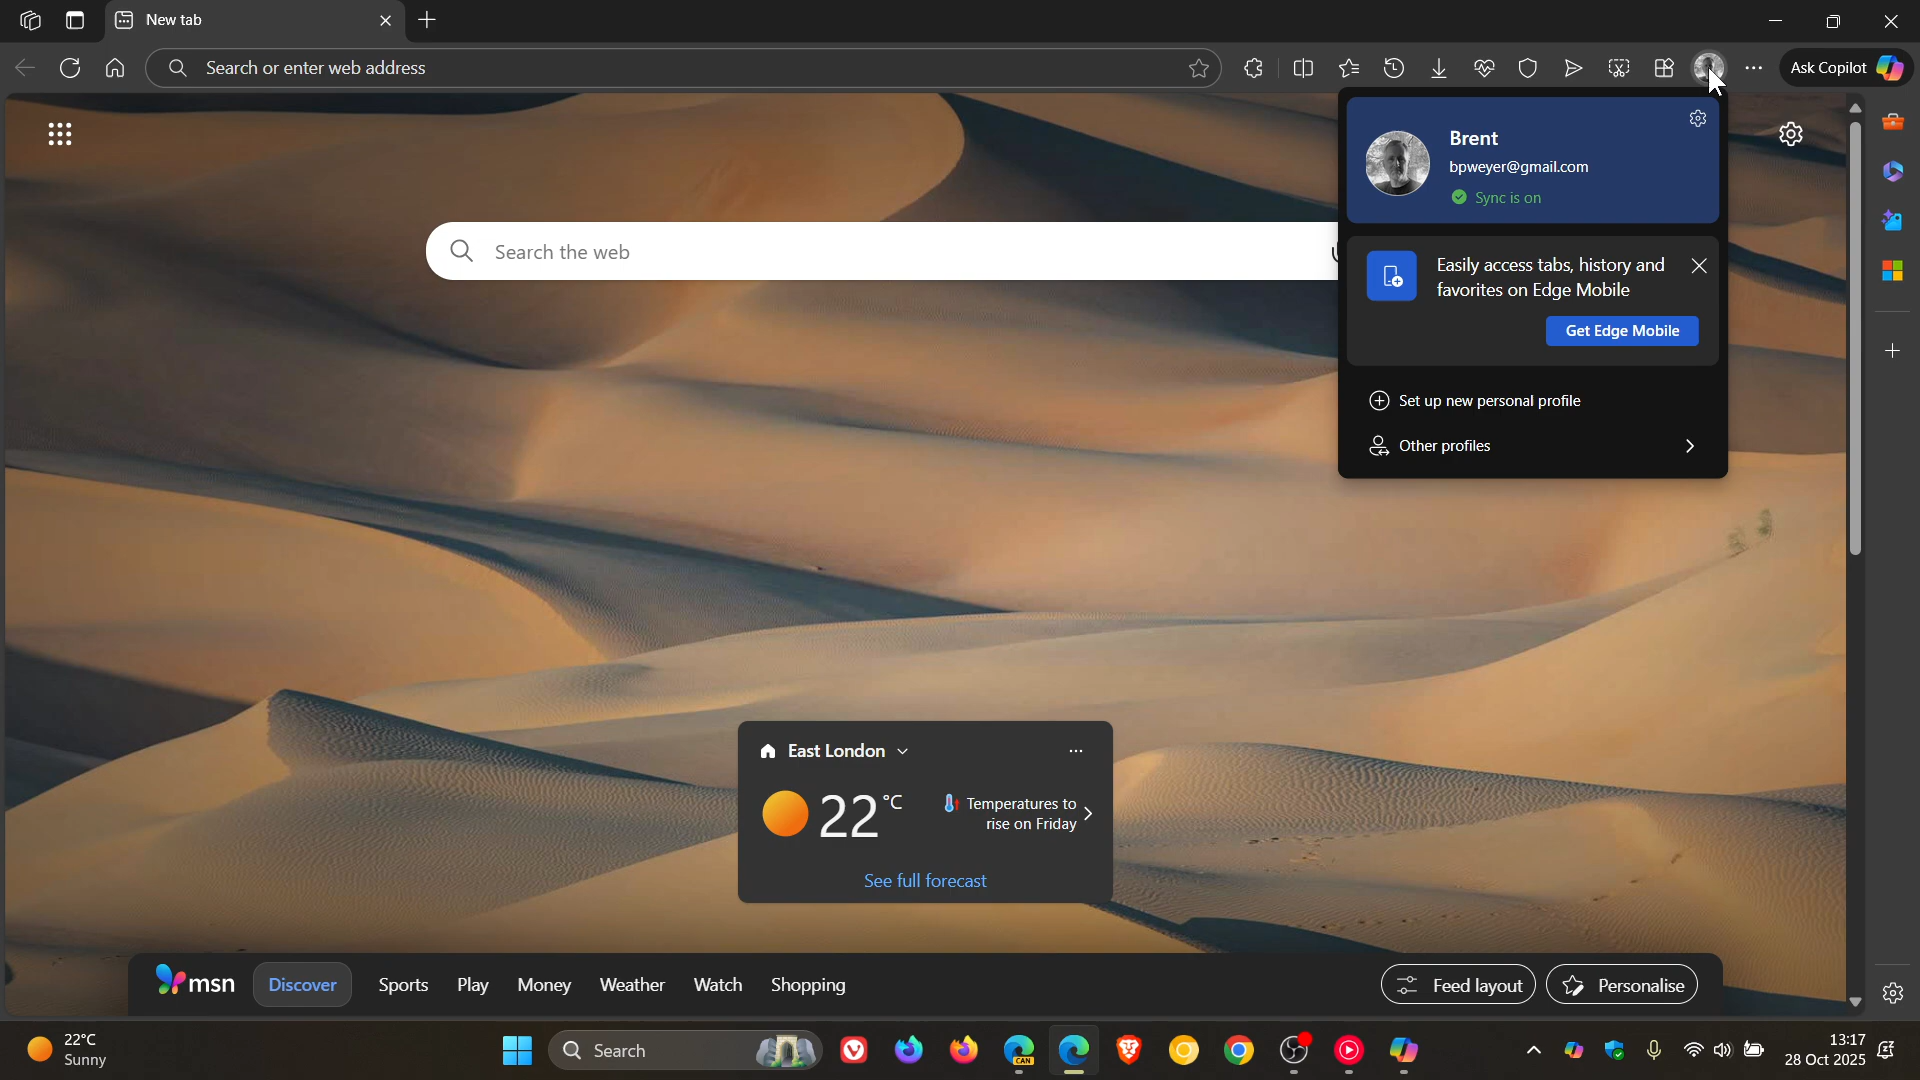 New tab
Search or enter web address
Ask Copilot
Brent
bpweyer@gmail.com
Sync is on
Search the web
Easily access tabs, history and
favorites on Edge Mobile
Get Edge Mobile
Set up new personal profile
Other profiles
East London
22 °C
Temperatures to
rise on Friday
See full forecast
msn
Discover
Sports
Play
Money
Weather
Watch
Shopping
Feed layout
Personalise
22°C
Sunny
Search
CAN
13:17
28 Oct 2025